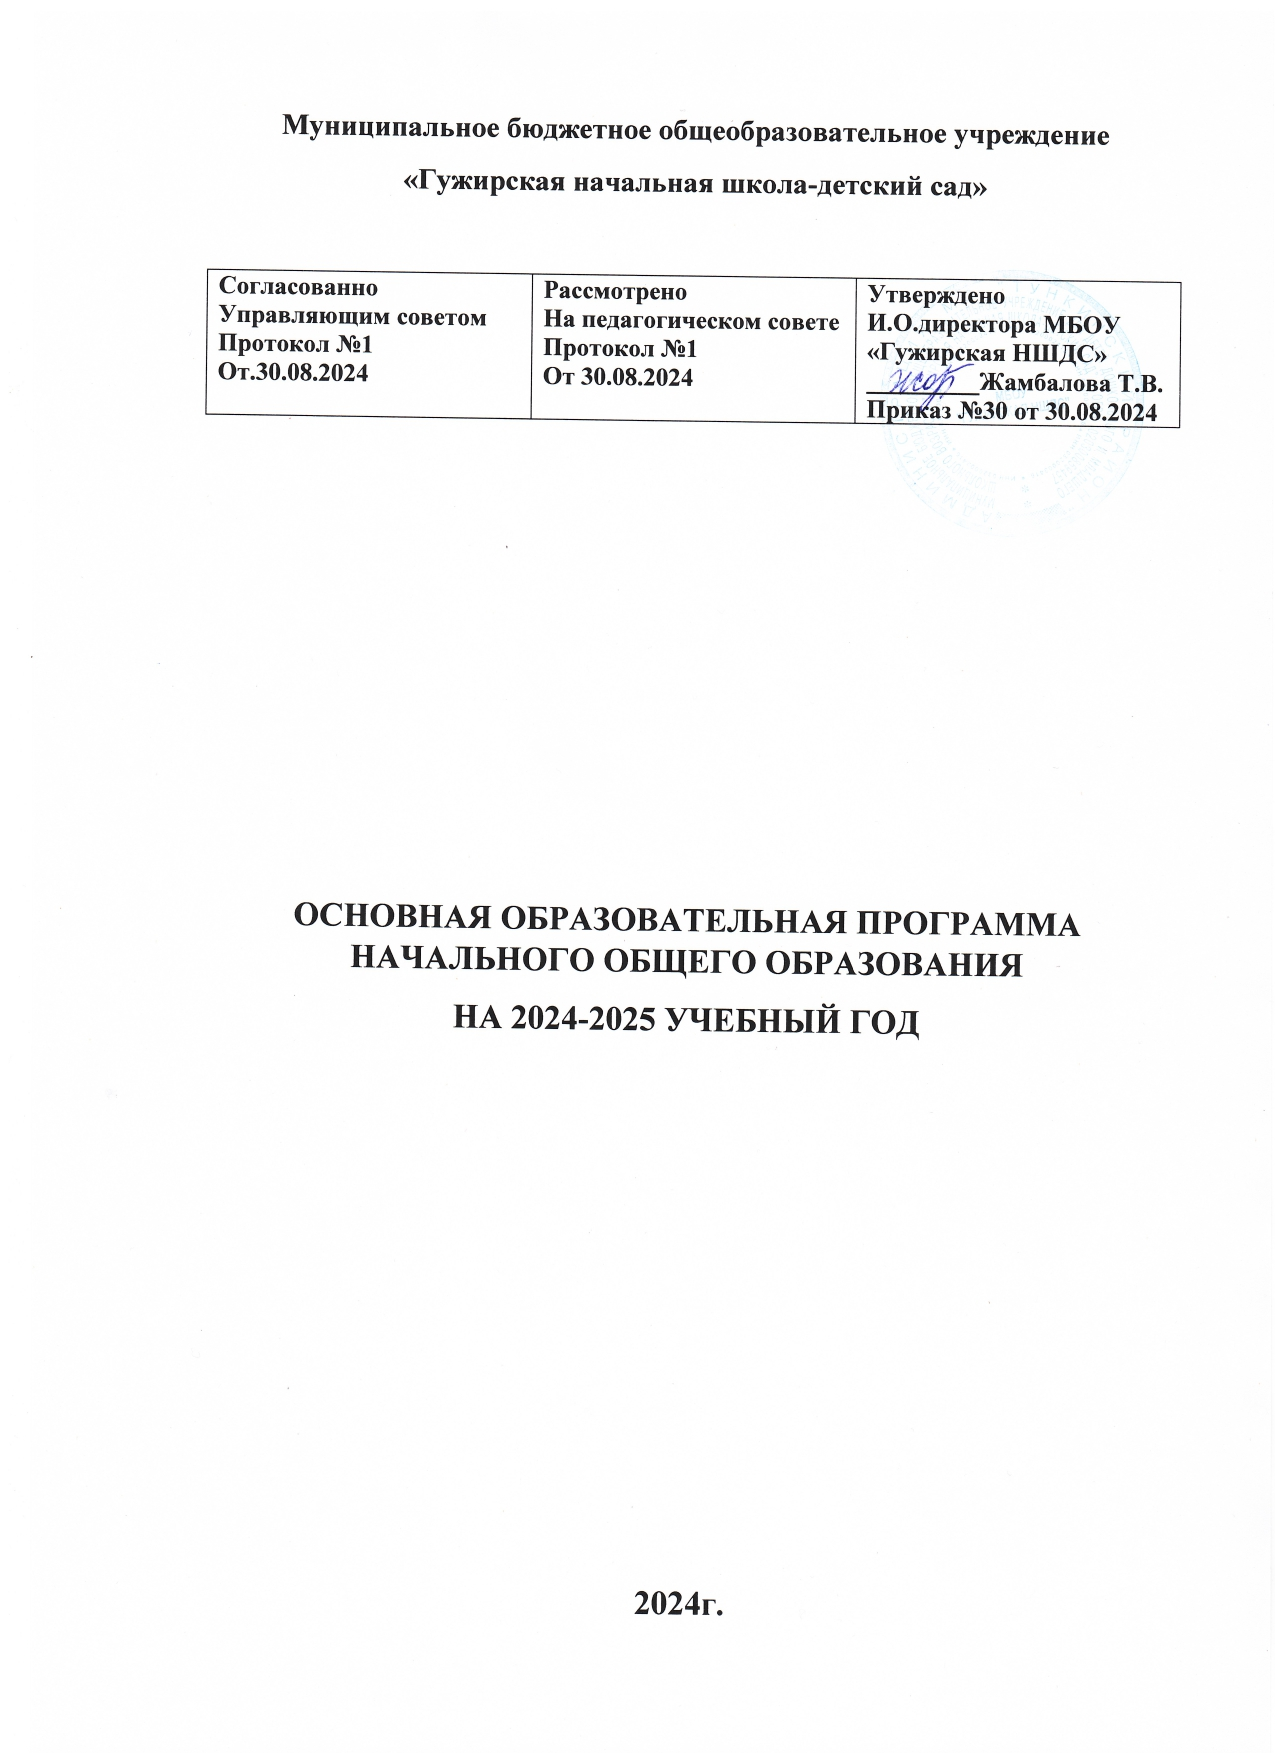 Муниципальное бюджетное общеобразовательное учреждение
«Гужирская начальная школа-детский сад»
Согласованно
Управляющим советом
Протокол №1
От.30.08.2024
Рассмотрено
На педагогическом совете
Протокол №1
От 30.08.2024
Утверждено
И.О.директора МБОУ
«Гужирская НШДС»
_________Жамбалова Т.В.
Приказ №30 от 30.08.2024
ОСНОВНАЯ ОБРАЗОВАТЕЛЬНАЯ ПРОГРАММА
НАЧАЛЬНОГО ОБЩЕГО ОБРАЗОВАНИЯ
НА 2024-2025 УЧЕБНЫЙ ГОД
2024г.